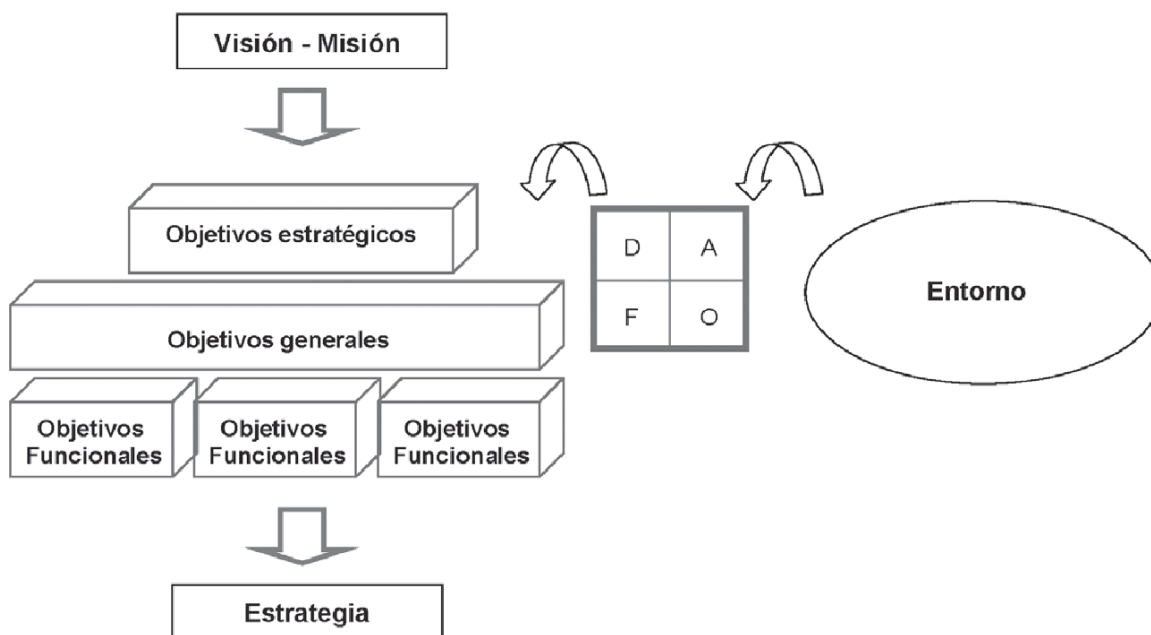 Visión - Misión
Objetivos estratégicos
Objetivos generales
Objetivos
Funcionales
Objetivos
Funcionales
Objetivos
Funcionales
Estrategia
D A
F O
Entorno